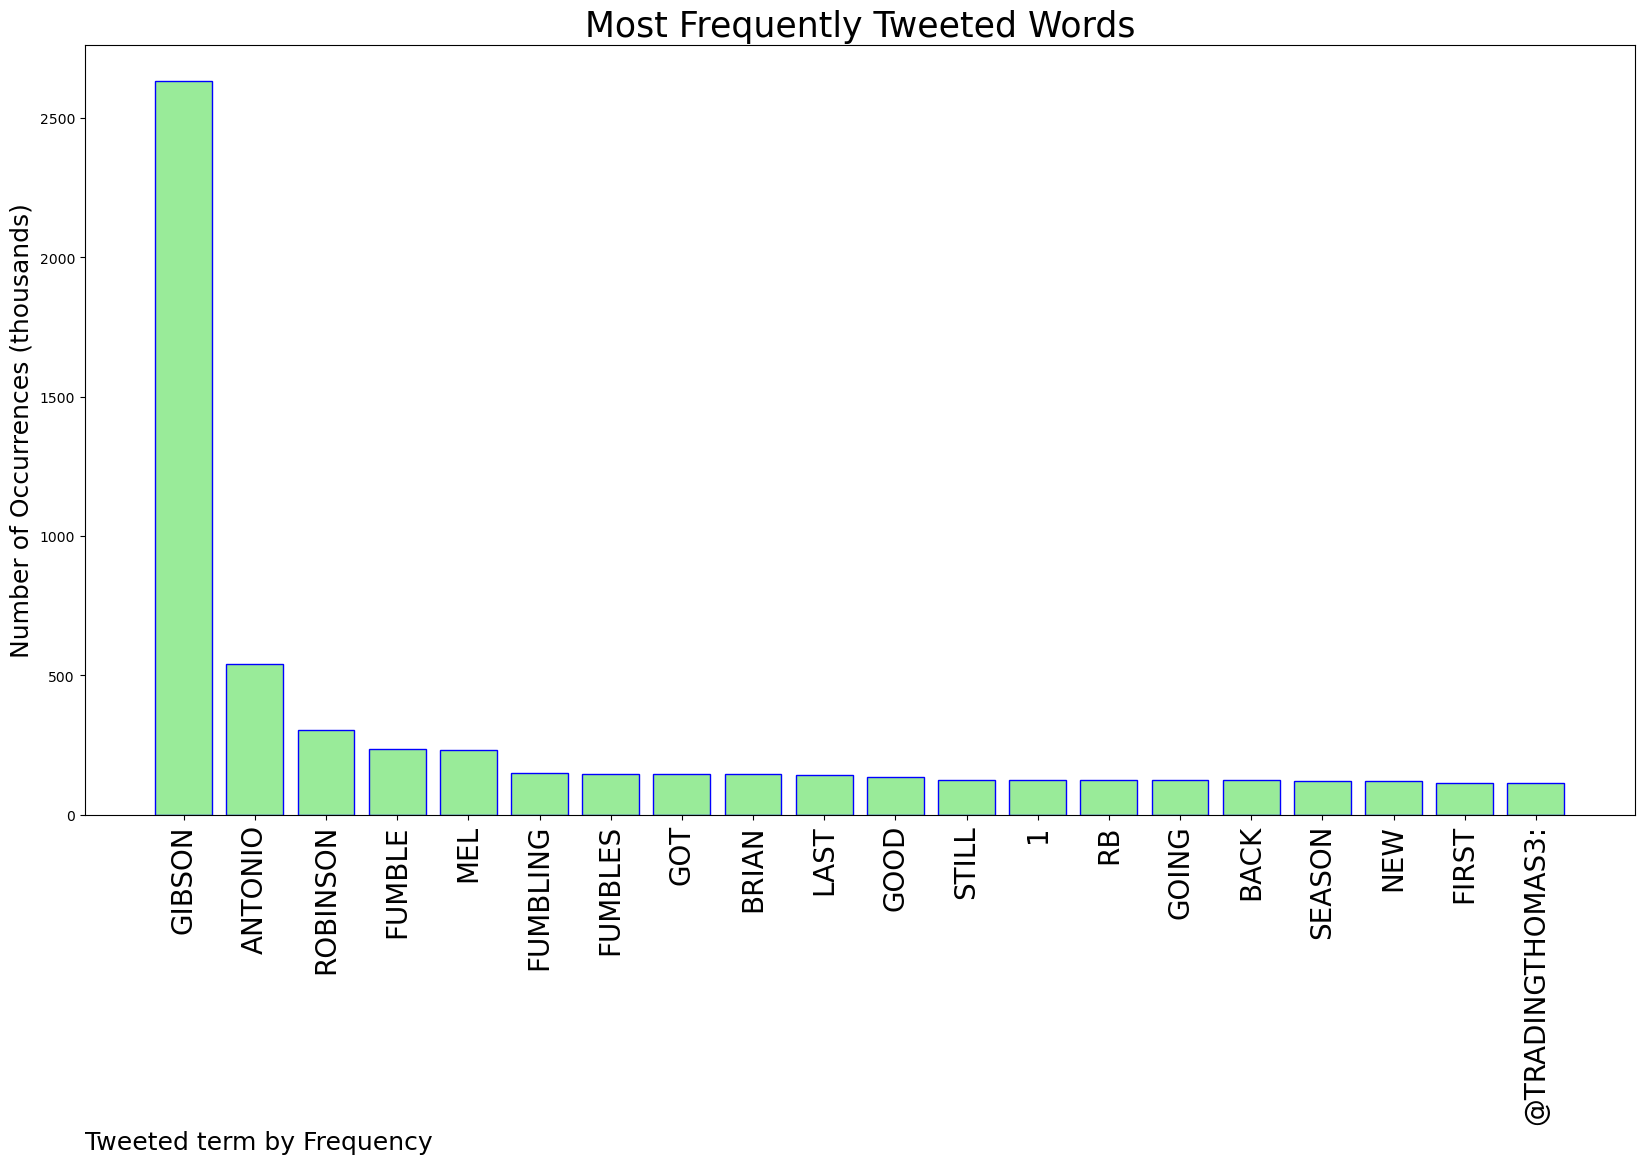 Most Frequently Tweeted Words
Number of Occurrences (thousands)
2500
2000
1500
1000
500
0
GIBSON
ANTONIO
ROBINSON
FUMBLE
MEL
FUMBLING
FUMBLES
GOT
BRIAN
LAST
GOOD
STILL
1
RB
GOING
BACK
SEASON
NEW
FIRST
@TRADINGTHOMAS3:
Tweeted term by Frequency